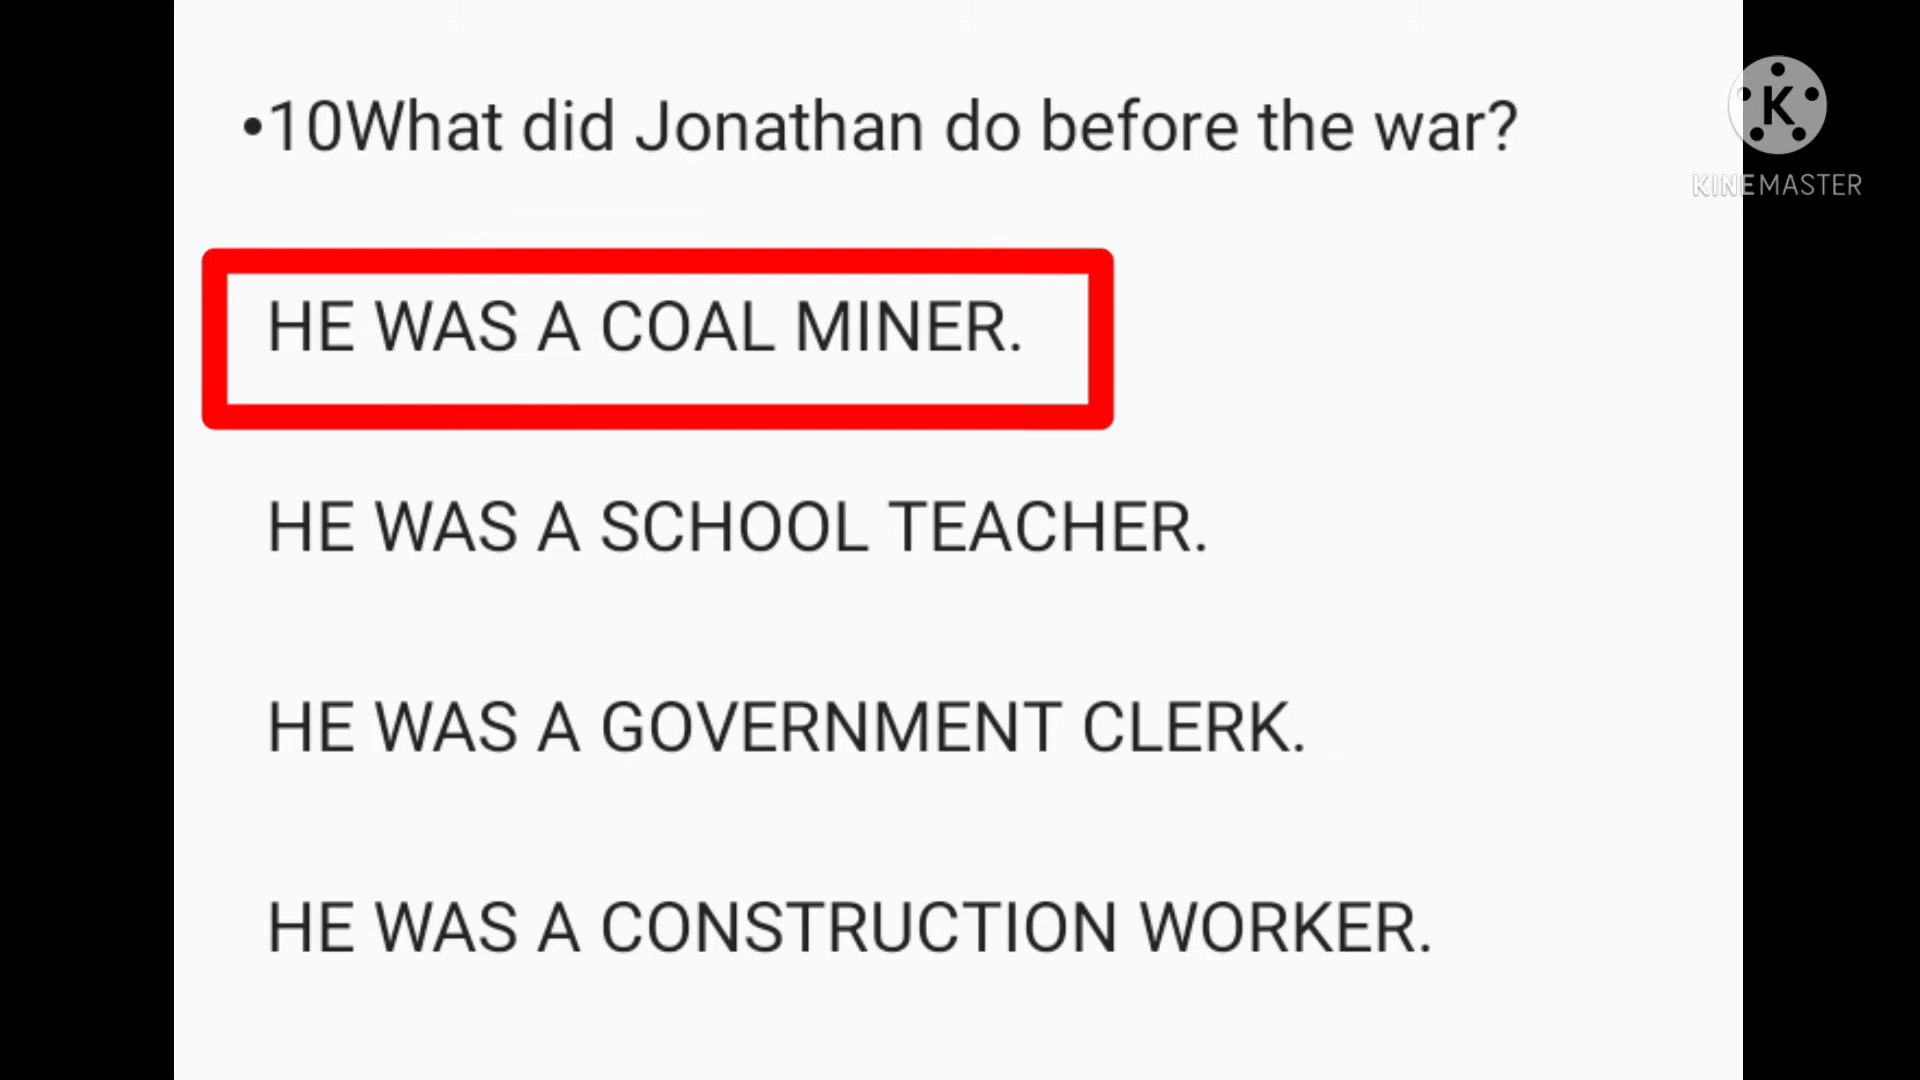 •10What did Jonathan do before the war?
K
KINEMASTER
HE WAS A COAL MINER.
HE WAS A SCHOOL TEACHER.
HE WAS A GOVERNMENT CLERK.
HE WAS A CONSTRUCTION WORKER.